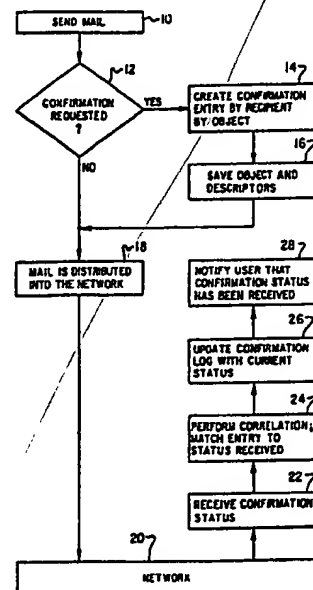 SEND MAIL
10
12
CONFIRMATION
REQUESTED
?
YES
NO
14
CREATE CONFIRMATION
ENTRY BY RECIPIENT
BY/OBJECT
16
SAVE OBJECT AND
DESCRIPTORS
18
MAIL IS DISTRIBUTED
INTO THE NETWORK
28
NOTIFY USER THAT
CONFIRMATION STATUS
HAS BEEN RECEIVED
26
UPDATE CONFIRMATION
LOG WITH CURRENT
STATUS
24
PERFORM CORRELATION;
MATCH ENTRY TO
STATUS RECEIVED
22
RECEIVE CONFIRMATION
STATUS
20
NETWORK